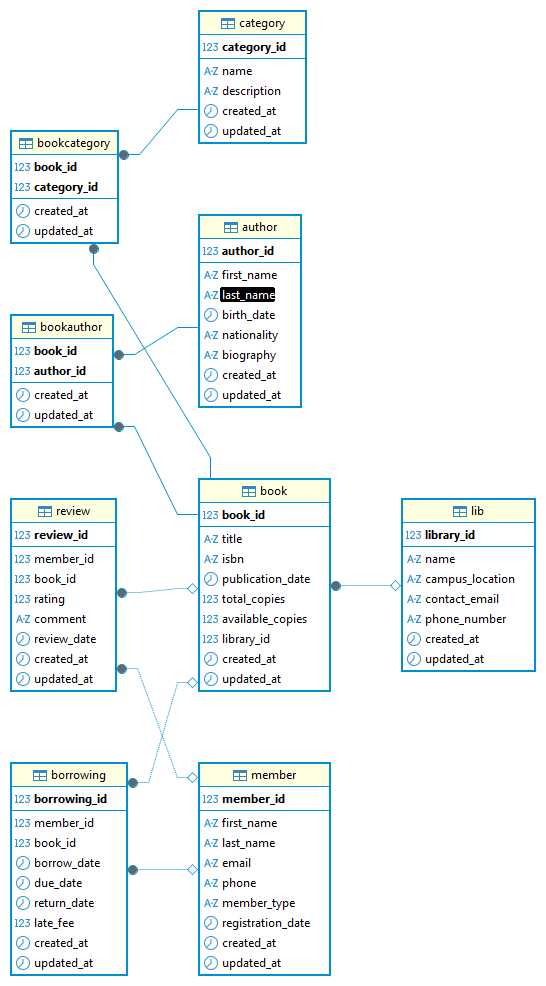 category
123 category_id
A-Z name
A-Z description
created_at
updated_at
bookcategory
123 book_id
123 category_id
created_at
updated_at
author
123 author_id
A-Z first_name
A-Z last_name
birth_date
A-Z nationality
A-Z biography
created_at
updated_at
bookauthor
123 book_id
123 author_id
created_at
updated_at
book
123 book_id
A-Z title
A-Z isbn
publication_date
123 total_copies
123 available_copies
123 library_id
created_at
updated_at
review
123 review_id
123 member_id
123 book_id
123 rating
A-Z comment
review_date
created_at
updated_at
lib
123 library_id
A-Z name
A-Z campus_location
A-Z contact_email
A-Z phone_number
created_at
updated_at
borrowing
123 borrowing_id
123 member_id
123 book_id
borrow_date
due_date
return_date
123 late_fee
created_at
updated_at
member
123 member_id
A-Z first_name
A-Z last_name
A-Z email
A-Z phone
A-Z member_type
registration_date
created_at
updated_at